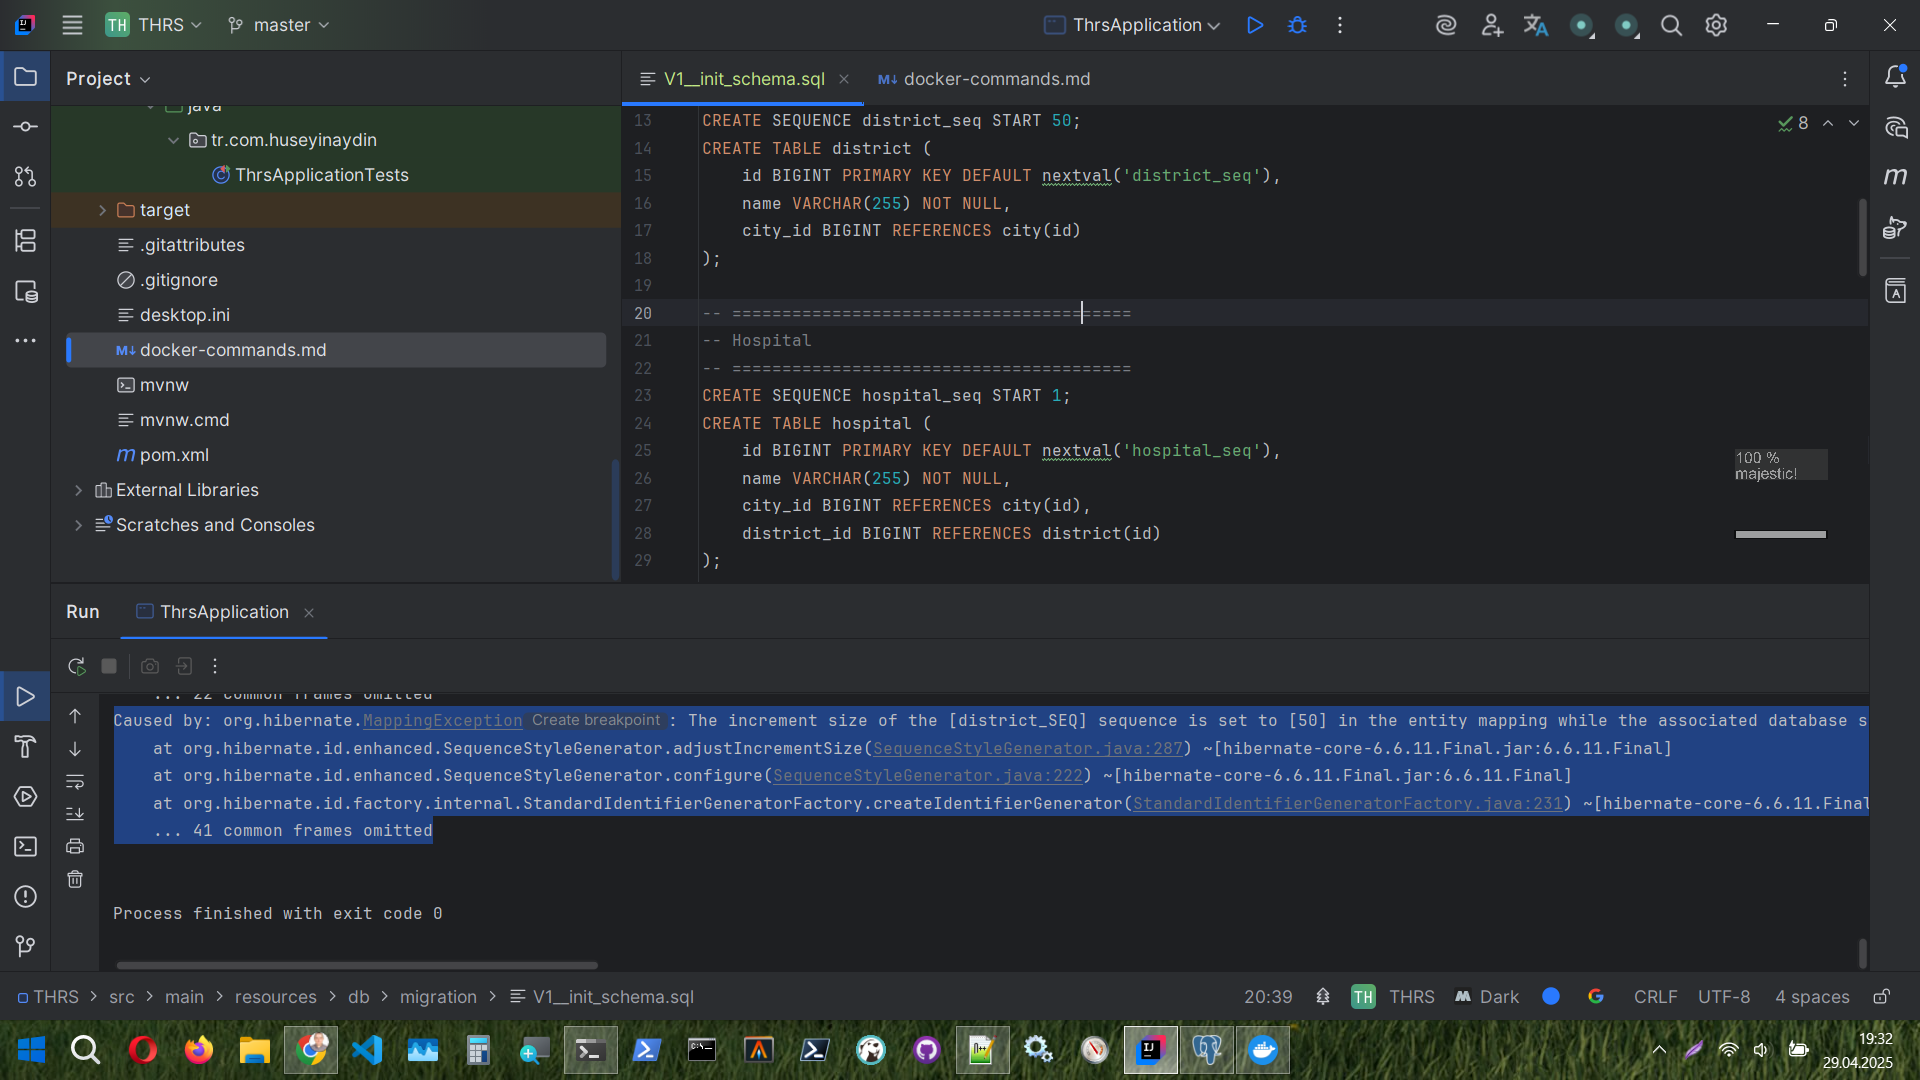 TH THRS master ThrsApplication
Project
V1__init_schema.sql docker-commands.md
java
tr.com.huseyinaydin
ThrsApplicationTests
target
.gitattributes
.gitignore
desktop.ini
docker-commands.md
mvnw
mvnw.cmd
pom.xml
External Libraries
Scratches and Consoles
8
13 CREATE SEQUENCE district_seq START 50;
14 CREATE TABLE district (
15 id BIGINT PRIMARY KEY DEFAULT nextval('district_seq'),
16 name VARCHAR(255) NOT NULL,
17 city_id BIGINT REFERENCES city(id)
18 );
19
20 -- ========================================
21 -- Hospital
22 -- ========================================
23 CREATE SEQUENCE hospital_seq START 1;
24 CREATE TABLE hospital (
25 id BIGINT PRIMARY KEY DEFAULT nextval('hospital_seq'),
26 name VARCHAR(255) NOT NULL,
27 city_id BIGINT REFERENCES city(id),
28 district_id BIGINT REFERENCES district(id)
29 );
100 %
majestic!
Run ThrsApplication
... 22 common frames omitted
Caused by: org.hibernate.MappingException Create breakpoint : The increment size of the [district_SEQ] sequence is set to [50] in the entity mapping while the associated database s
at org.hibernate.id.enhanced.SequenceStyleGenerator.adjustIncrementSize(SequenceStyleGenerator.java:287) ~[hibernate-core-6.6.11.Final.jar:6.6.11.Final]
at org.hibernate.id.enhanced.SequenceStyleGenerator.configure(SequenceStyleGenerator.java:222) ~[hibernate-core-6.6.11.Final.jar:6.6.11.Final]
at org.hibernate.id.factory.internal.StandardIdentifierGeneratorFactory.createIdentifierGenerator(StandardIdentifierGeneratorFactory.java:231) ~[hibernate-core-6.6.11.Final
... 41 common frames omitted
Process finished with exit code 0
THRS > src > main > resources > db > migration > V1__init_schema.sql
20:39 TH THRS Dark CRLF UTF-8 4 spaces
19:32
29.04.2025